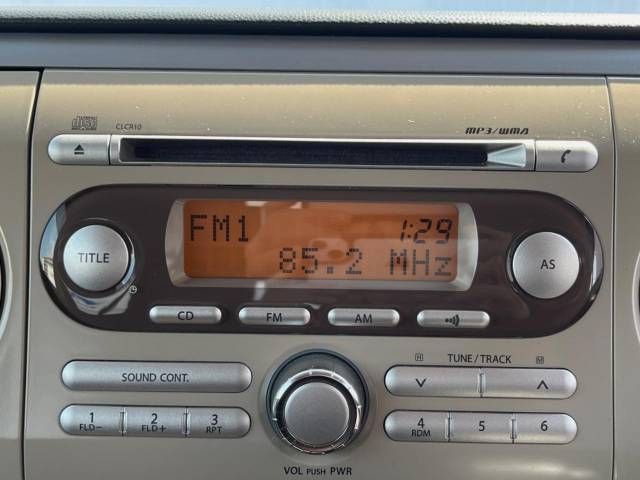 disc CLCR10 MP3/WMA
FM1 1:29
85.2 MHz
TITLE
AS
CD FM AM
H TUNE/TRACK M
SOUND CONT.
1 2 3 4 5 6
FLD− FLD+ RPT RDM
VOL PUSH PWR